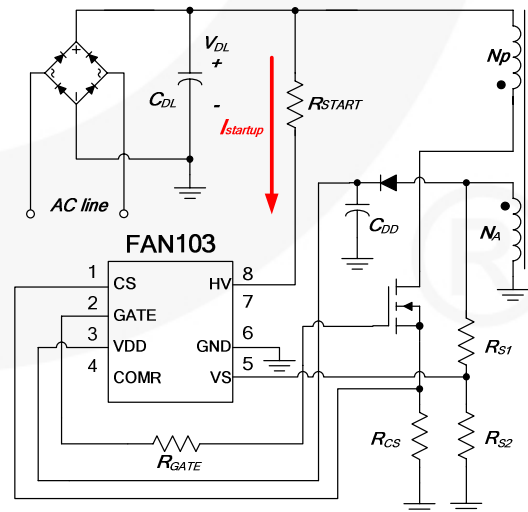 V_DL
+
C_DL
-
I_startup
R_START
Np
AC line
C_DD
N_A
FAN103
1 CS HV 8
2 GATE 7
3 VDD GND 6
4 COMR VS 5
R_S1
R_GATE
R_CS
R_S2
®